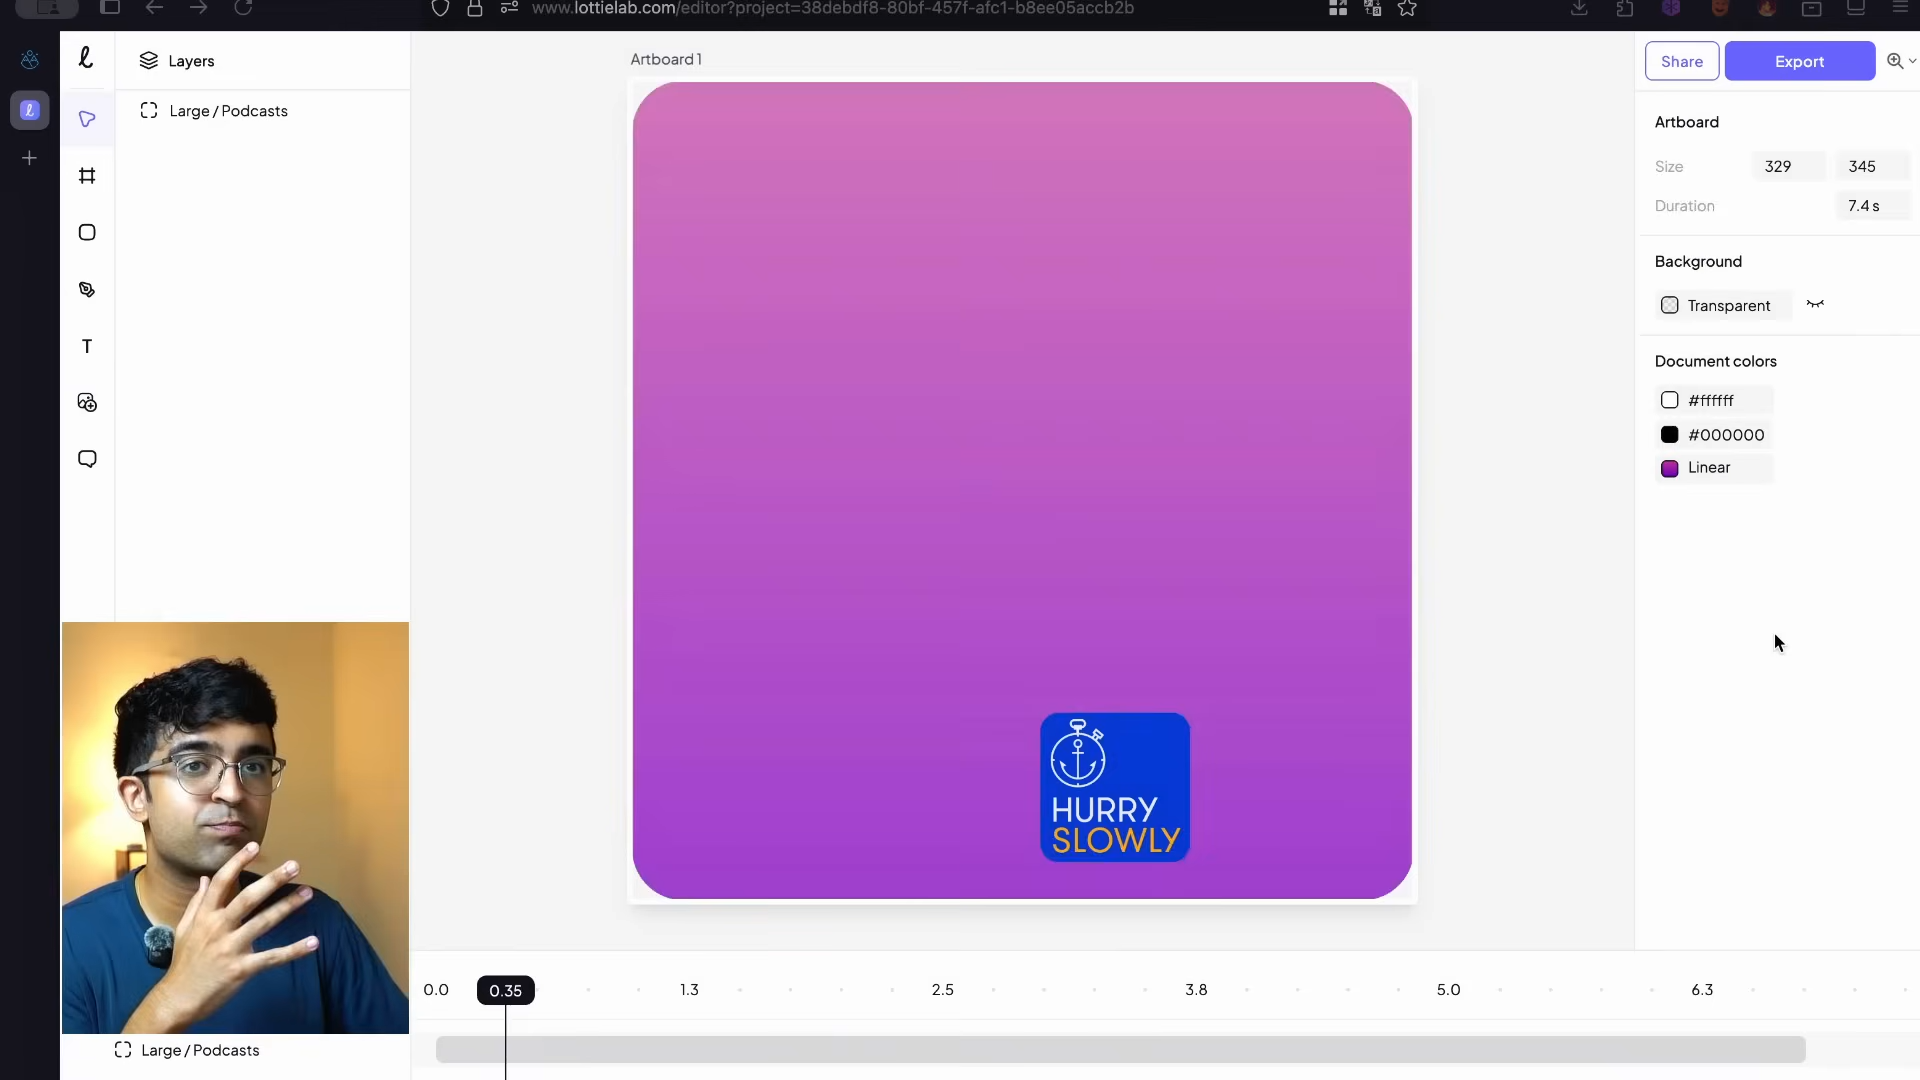 www.lottielab.com/editor?project=38debdf8-80bf-457f-afc1-b8ee05accb2b
Layers
Large / Podcasts
Artboard 1
HURRY
SLOWLY
Share
Export
Artboard
Size 329 345
Duration 7.4 s
Background
Transparent
Document colors
#ffffff
#000000
Linear
T
0.0 0.35 1.3 2.5 3.8 5.0 6.3
Large / Podcasts